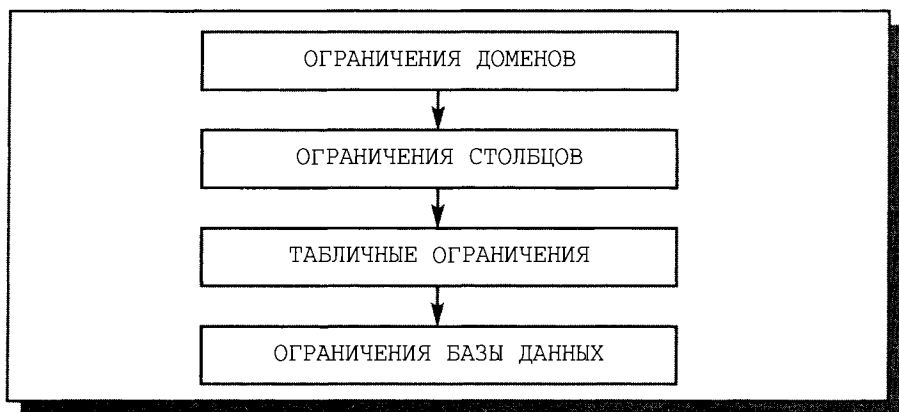 ОГРАНИЧЕНИЯ ДОМЕНОВ
ОГРАНИЧЕНИЯ СТОЛБЦОВ
ТАБЛИЧНЫЕ ОГРАНИЧЕНИЯ
ОГРАНИЧЕНИЯ БАЗЫ ДАННЫХ